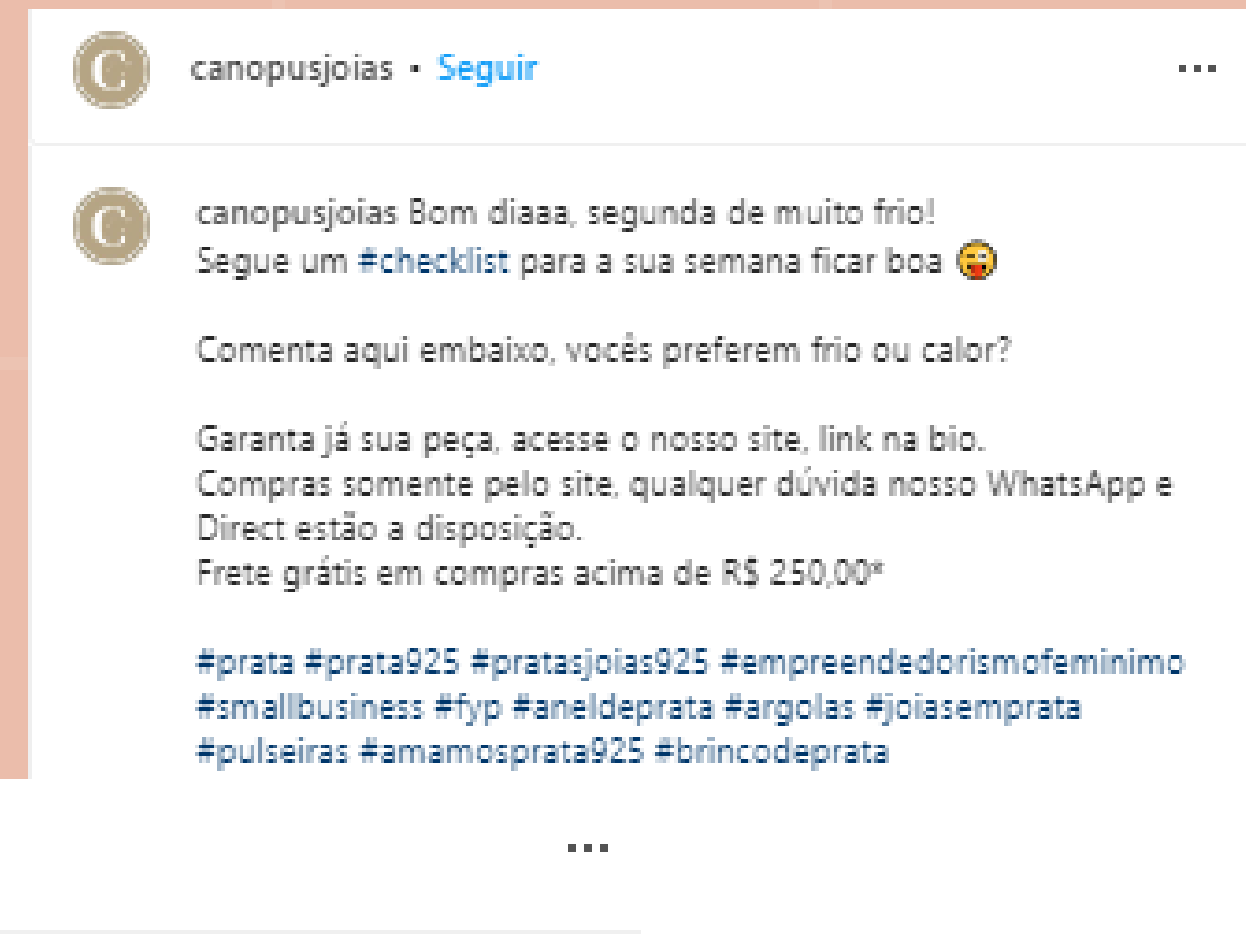 C canopusjoias • Seguir
C canopusjoias Bom diaaa, segunda de muito frio!
Segue um #checklist para a sua semana ficar boa 😜
Comenta aqui embaixo, vocês preferem frio ou calor?
Garanta já sua peça, acesse o nosso site, link na bio.
Compras somente pelo site, qualquer dúvida nosso WhatsApp e
Direct estão a disposição.
Frete grátis em compras acima de R$ 250,00*
#prata #prata925 #pratasjoias925 #empreendedorismofeminimo
#smallbusiness #fyp #aneldeprata #argolas #joiasemprata
#pulseiras #amamosprata925 #brincodeprata